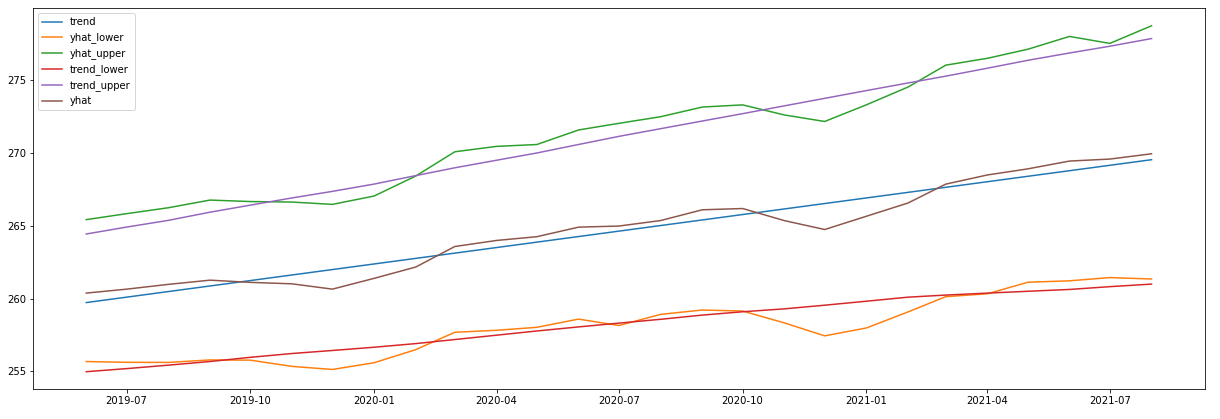 trend
yhat_lower
yhat_upper
trend_lower
trend_upper
yhat
275
270
265
260
255
2019-07 2019-10 2020-01 2020-04 2020-07 2020-10 2021-01 2021-04 2021-07